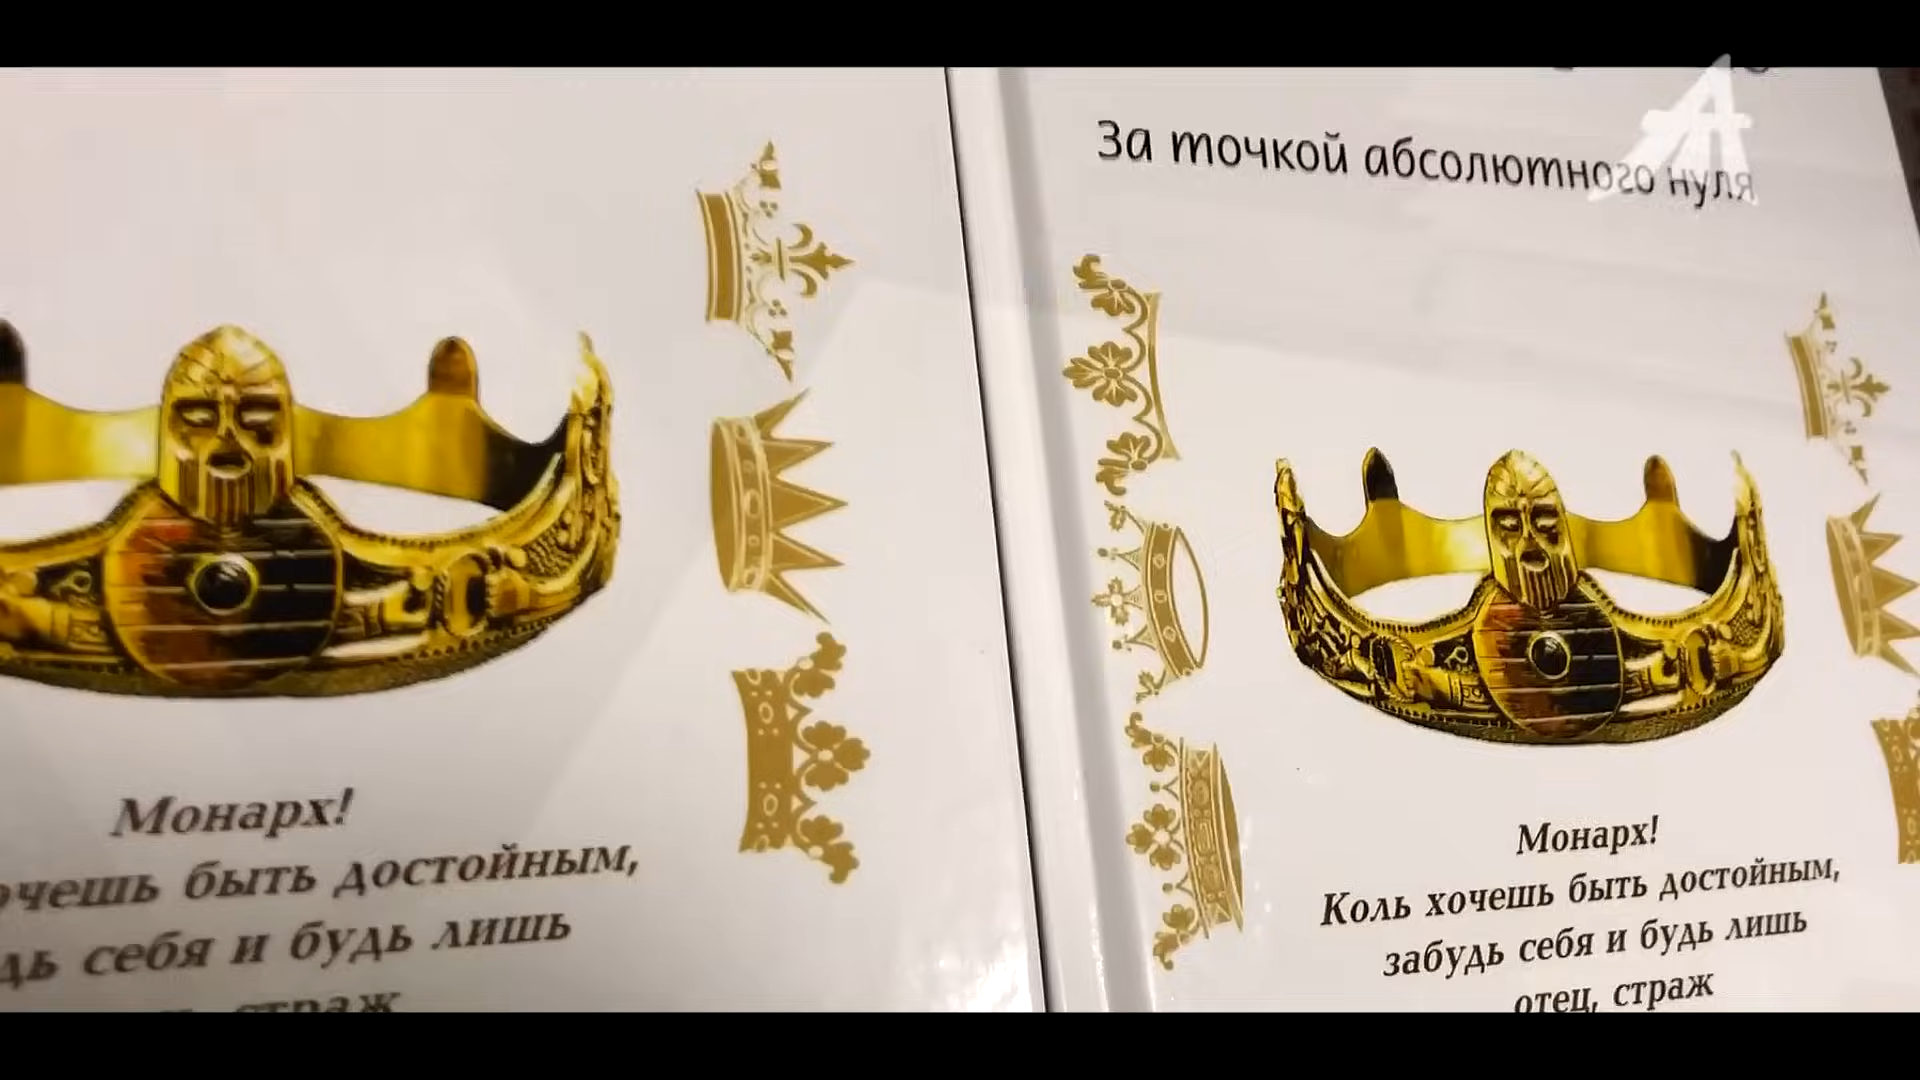 Монарх!
быть достойным,
себя и будь лишь
страж
За точкой абсолютного нуля
Монарх!
Коль хочешь быть достойным,
забудь себя и будь лишь
отец, страж